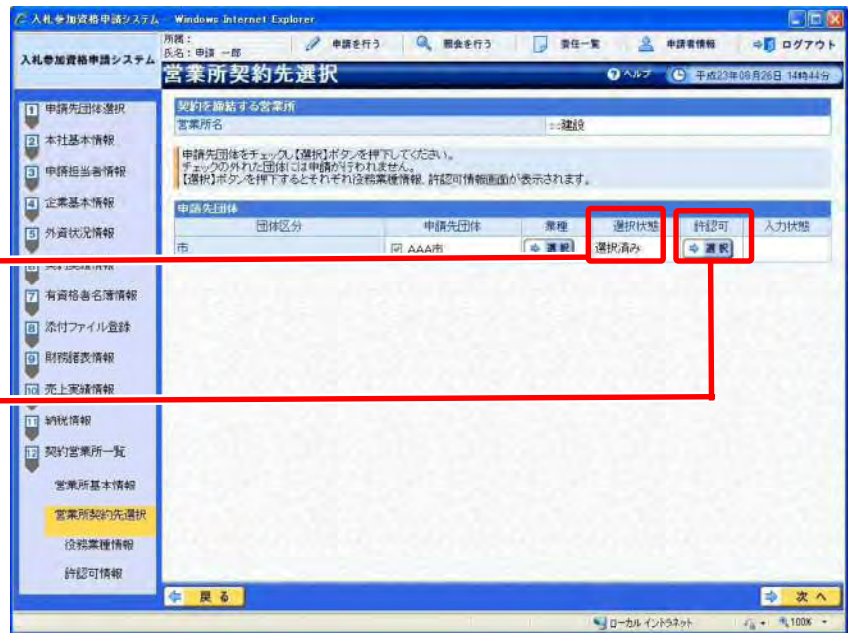 入札参加資格申請システム - Windows Internet Explorer
入札参加資格申請システム
所属：
氏名：申請 一郎
申請を行う
照会を行う
委任一覧
申請者情報
ログアウト
営業所契約先選択
ヘルプ
平成23年08月26日 14時44分
1 申請先団体選択
2 本社基本情報
3 申請担当者情報
4 企業基本情報
5 外資状況情報
7 有資格者名簿情報
8 添付ファイル登録
9 財務諸表情報
10 売上実績情報
11 納税情報
12 契約営業所一覧
営業所基本情報
営業所契約先選択
役務業種情報
許認可情報
契約を締結する営業所
営業所名
建設
申請先団体をチェックし【選択】ボタンを押下してください。
チェックの外れた団体には申請が行われません。
【選択】ボタンを押下するとそれぞれ役務業種情報、許認可情報画面が表示されます。
申請先団体
団体区分 申請先団体 業種 選択状態 許認可 入力状態
市 AAA市 選択 選択済み 選択
戻る
次へ
ローカル イントラネット
100%